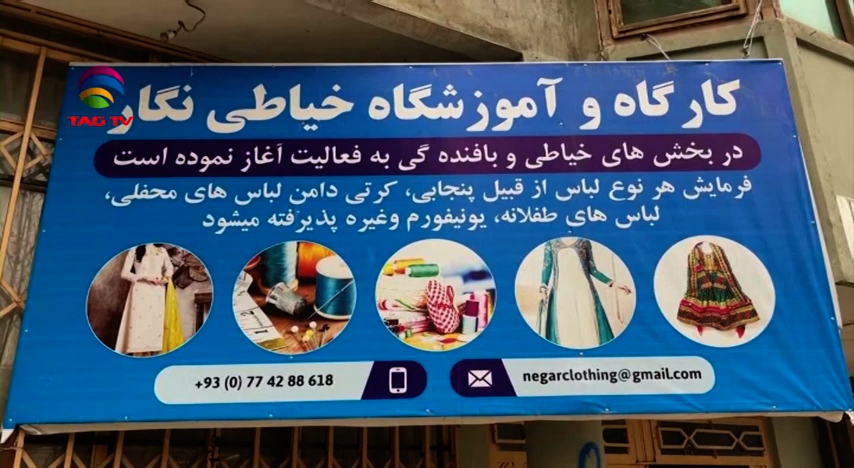 TAG TV
کارگاه و آموزشگاه خیاطی نگار
در بخش های خیاطی و بافنده گی به فعالیت آغاز نموده است
فرمایش هر نوع لباس از قبیل پنجابی، کرتی دامن لباس های محفلی،
لباس های طفلانه، یونیفورم وغیره پذیرفته میشود
+93 (0) 77 42 88 618
negarclothing@gmail.com